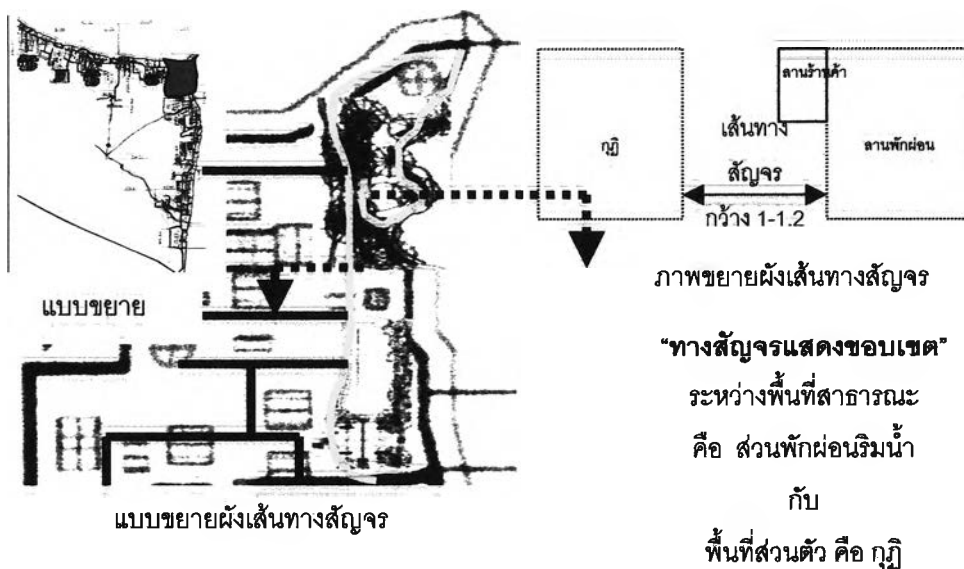 ลานร้านค้า
เส้นทาง
กุฏิ
ลานพักผ่อน
สัญจร
กว้าง 1-1.2
ภาพขยายผังเส้นทางสัญจร
แบบขยาย
“ทางสัญจรแสดงขอบเขต”
ระหว่างพื้นที่สาธารณะ
คือ ส่วนพักผ่อนริมน้ำ
กับ
พื้นที่ส่วนตัว คือ กุฏิ
แบบขยายผังเส้นทางสัญจร